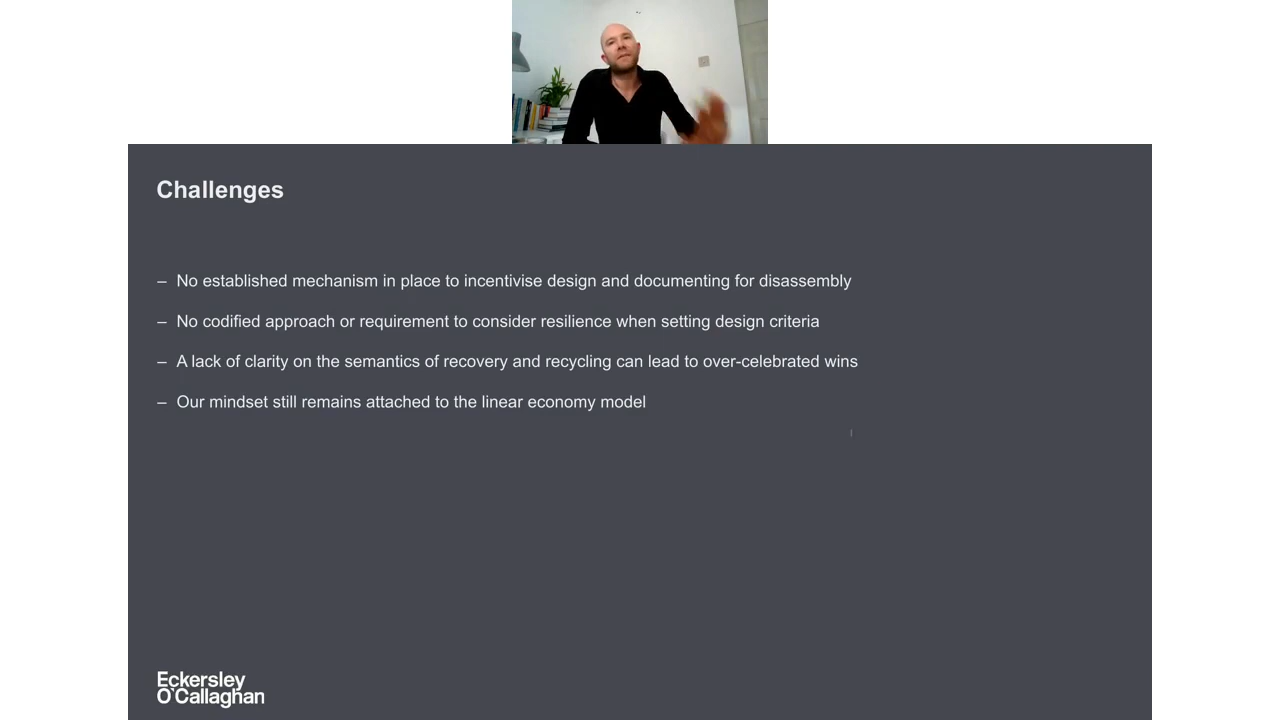 Challenges
– No established mechanism in place to incentivise design and documenting for disassembly
– No codified approach or requirement to consider resilience when setting design criteria
– A lack of clarity on the semantics of recovery and recycling can lead to over-celebrated wins
– Our mindset still remains attached to the linear economy model
Eckersley
O'Callaghan